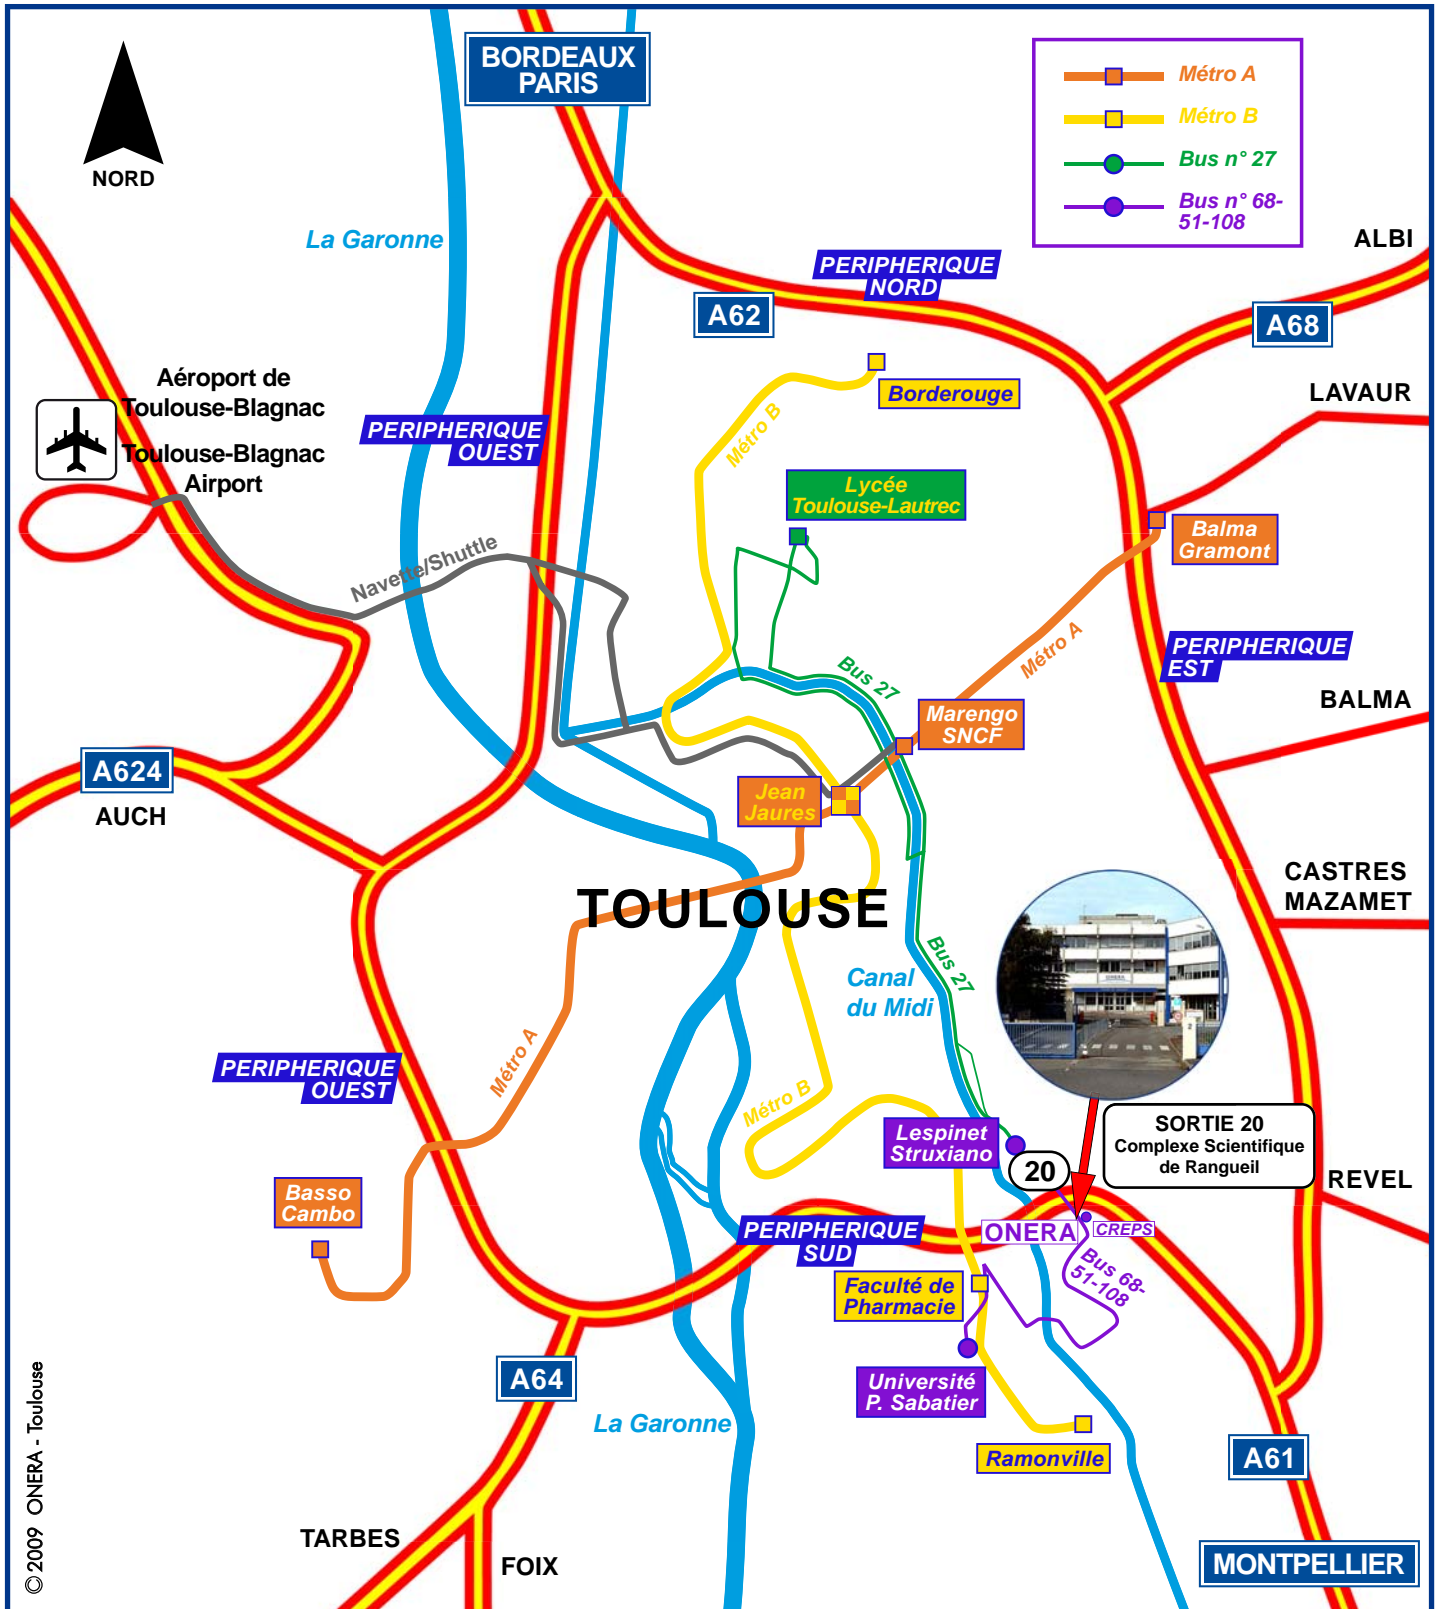 BORDEAUX
PARIS
Métro A
Métro B
Bus n° 27
Bus n° 68-
51-108
NORD
La Garonne
ALBI
PERIPHERIQUE
NORD
A62
A68
Aéroport de
Toulouse-Blagnac
Toulouse-Blagnac
Airport
Borderouge
LAVAUR
PERIPHERIQUE
OUEST
Métro B
Lycée
Toulouse-Lautrec
Balma
Gramont
Navette/Shuttle
Métro A
PERIPHERIQUE
EST
Bus 27
BALMA
Marengo
SNCF
A624
AUCH
Jean
Jaures
TOULOUSE
CASTRES
MAZAMET
Bus 27
Canal
du Midi
ONERA
2
PERIPHERIQUE
OUEST
Métro A
Métro B
Lespinet
Struxiano
SORTIE 20
Complexe Scientifique
de Rangueil
20
REVEL
Basso
Cambo
PERIPHERIQUE
SUD
ONERA
CREPS
Bus 68-
51-108
Faculté de
Pharmacie
A64
Université
P. Sabatier
La Garonne
Ramonville
A61
TARBES
FOIX
MONTPELLIER
©2009 ONERA - Toulouse